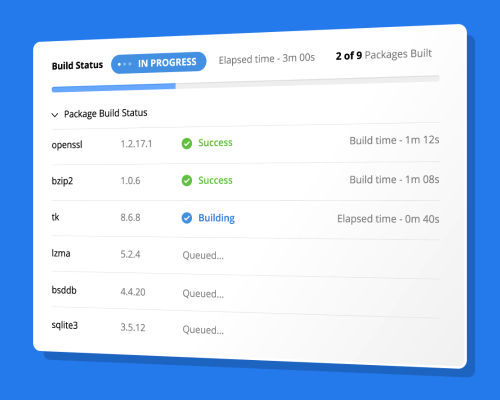 Build Status IN PROGRESS Elapsed time - 3m 00s 2 of 9 Packages Built
Package Build Status
openssl 1.2.17.1 Success Build time - 1m 12s
bzip2 1.0.6 Success Build time - 1m 08s
tk 8.6.8 Building Elapsed time - 0m 40s
lzma 5.2.4 Queued...
bsddb 4.4.20 Queued...
sqlite3 3.5.12 Queued...